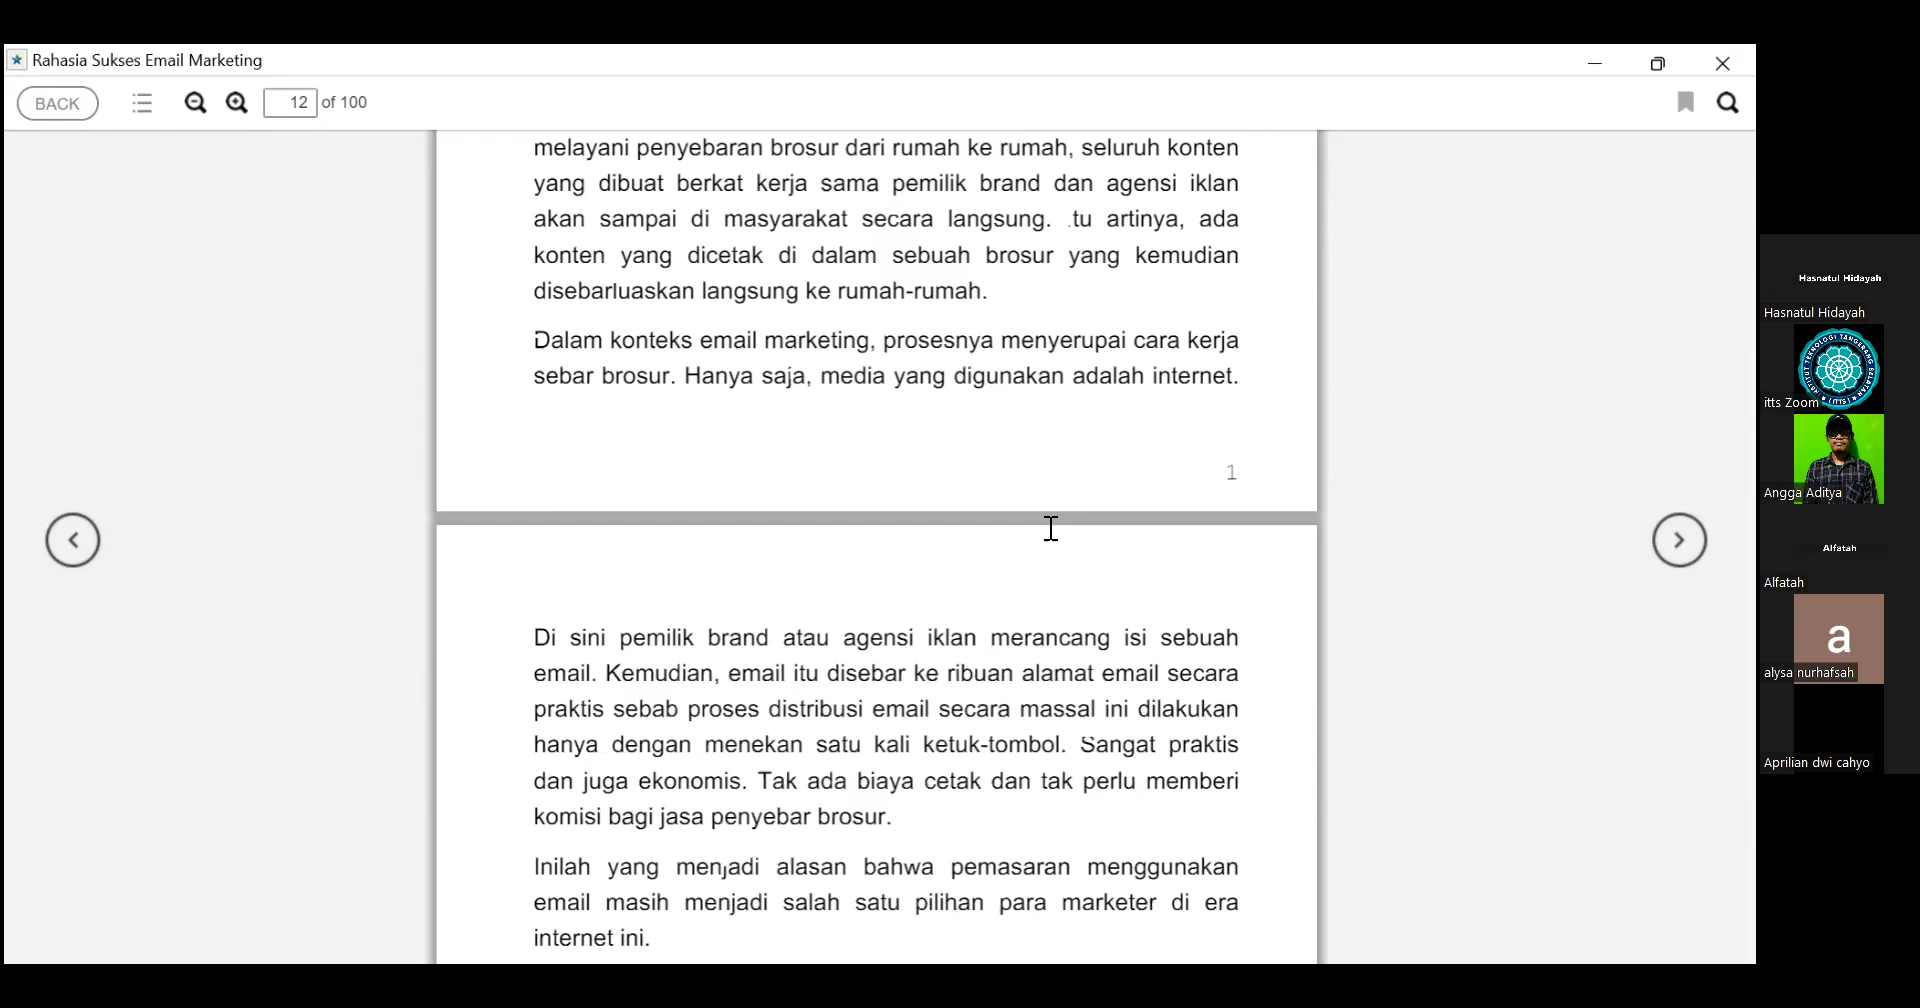 Rahasia Sukses Email Marketing
BACK
12 of 100
melayani penyebaran brosur dari rumah ke rumah, seluruh konten
yang dibuat berkat kerja sama pemilik brand dan agensi iklan
akan sampai di masyarakat secara langsung. .tu artinya, ada
konten yang dicetak di dalam sebuah brosur yang kemudian
disebarluaskan langsung ke rumah-rumah.
Dalam konteks email marketing, prosesnya menyerupai cara kerja
sebar brosur. Hanya saja, media yang digunakan adalah internet.
1
Di sini pemilik brand atau agensi iklan merancang isi sebuah
email. Kemudian, email itu disebar ke ribuan alamat email secara
praktis sebab proses distribusi email secara massal ini dilakukan
hanya dengan menekan satu kali ketuk-tombol. Sangat praktis
dan juga ekonomis. Tak ada biaya cetak dan tak perlu memberi
komisi bagi jasa penyebar brosur.
Inilah yang menjadi alasan bahwa pemasaran menggunakan
email masih menjadi salah satu pilihan para marketer di era
internet ini.
Hasnatul Hidayah
Hasnatul Hidayah
INSTITUT TEKNOLOGI TANGERANG SELATAN
(ITTS)
itts Zoom
Angga Aditya
Alfatah
Alfatah
a
alysa nurhafsah
Aprilian dwi cahyo